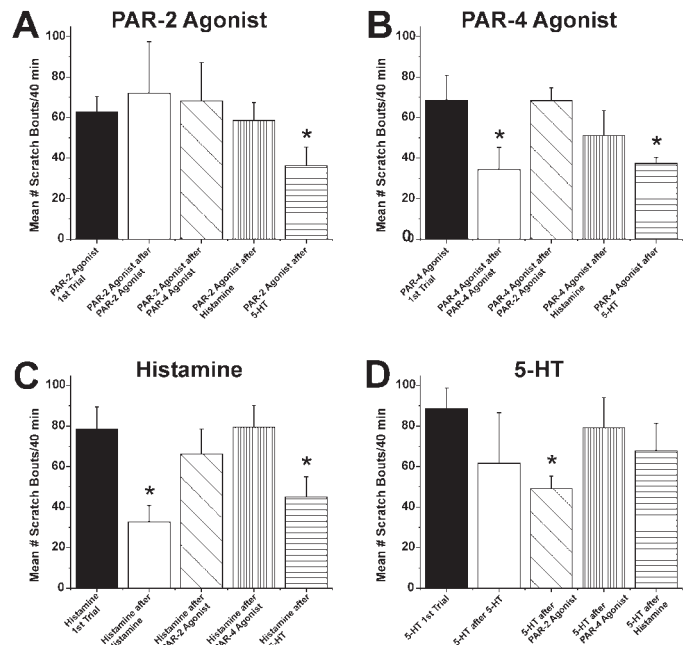 A
PAR-2 Agonist
Mean # Scratch Bouts/40 min
100
80
60
40
20
0
*
PAR-2 Agonist
1st Trial
PAR-2 Agonist after
PAR-2 Agonist
PAR-2 Agonist after
PAR-4 Agonist
PAR-2 Agonist after
Histamine
PAR-2 Agonist after
5-HT
B
PAR-4 Agonist
Mean # Scratch Bouts/40 min
100
80
60
40
20
0
0
*
*
PAR-4 Agonist
1st Trial
PAR-4 Agonist after
PAR-4 Agonist
PAR-4 Agonist after
PAR-2 Agonist
PAR-4 Agonist after
Histamine
PAR-4 Agonist after
5-HT
C
Histamine
Mean # Scratch Bouts/40 min
100
80
60
40
20
0
*
*
Histamine
1st Trial
Histamine after
Histamine
Histamine after
PAR-2 Agonist
Histamine after
PAR-4 Agonist
Histamine after
5-HT
D
5-HT
Mean # Scratch Bouts/40 min
100
80
60
40
20
0
*
5-HT 1st Trial
5-HT after 5-HT
5-HT after
PAR-2 Agonist
5-HT after
PAR-4 Agonist
5-HT after
Histamine